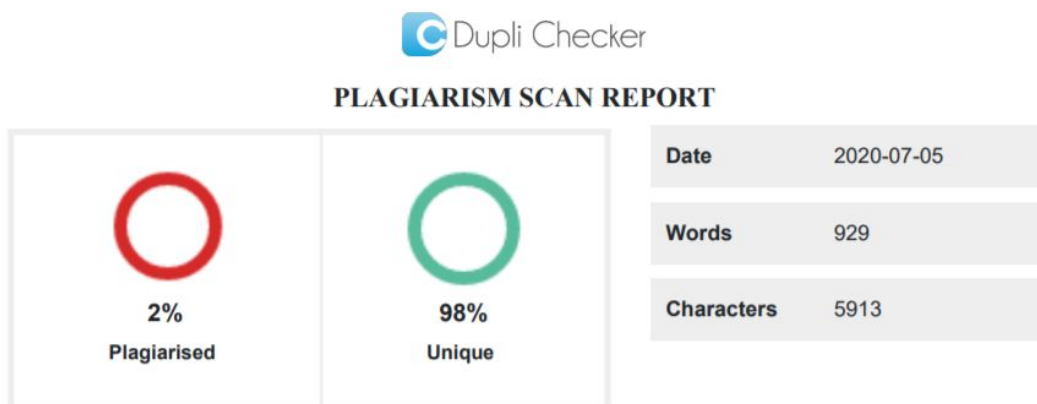 Dupli Checker
PLAGIARISM SCAN REPORT
2%
Plagiarised
98%
Unique
Date 2020-07-05
Words 929
Characters 5913